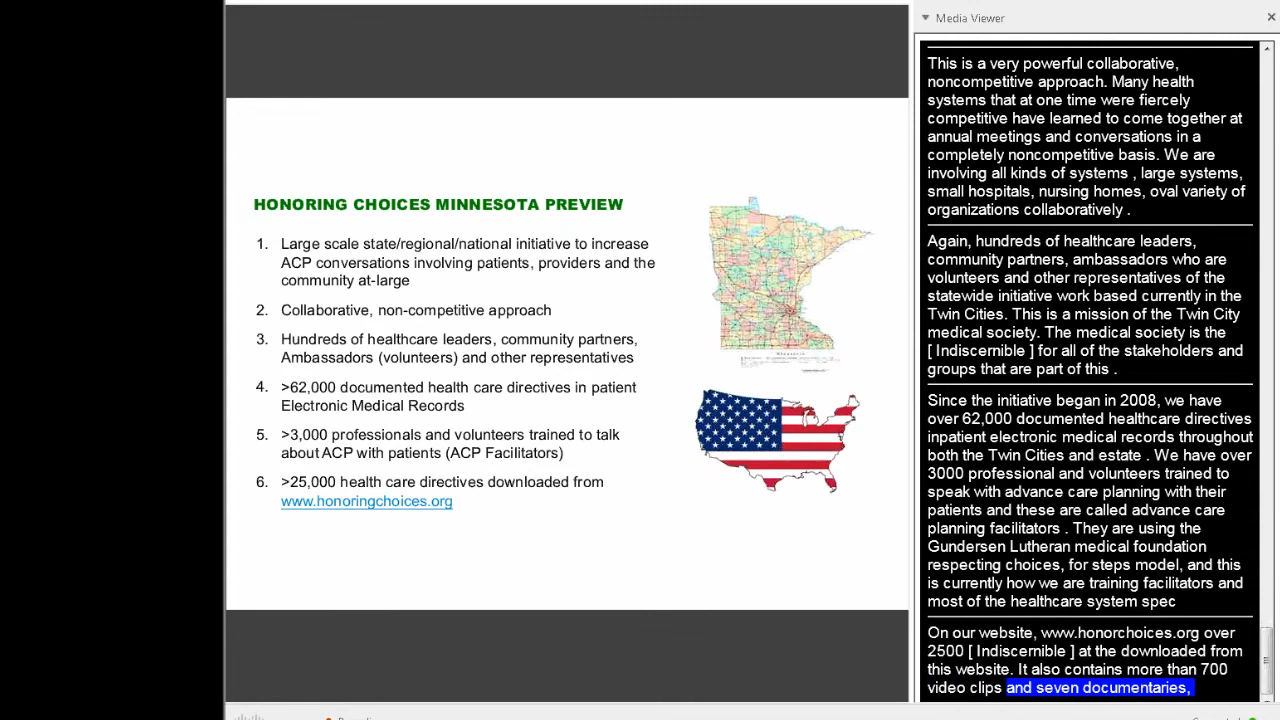 Media Viewer
HONORING CHOICES MINNESOTA PREVIEW
1. Large scale state/regional/national initiative to increase
ACP conversations involving patients, providers and the
community at-large
2. Collaborative, non-competitive approach
3. Hundreds of healthcare leaders, community partners,
Ambassadors (volunteers) and other representatives
4. >62,000 documented health care directives in patient
Electronic Medical Records
5. >3,000 professionals and volunteers trained to talk
about ACP with patients (ACP Facilitators)
6. >25,000 health care directives downloaded from
www.honoringchoices.org
This is a very powerful collaborative,
noncompetitive approach. Many health
systems that at one time were fiercely
competitive have learned to come together at
annual meetings and conversations in a
completely noncompetitive basis. We are
involving all kinds of systems , large systems,
small hospitals, nursing homes, oval variety of
organizations collaboratively .
Again, hundreds of healthcare leaders,
community partners, ambassadors who are
volunteers and other representatives of the
statewide initiative work based currently in the
Twin Cities. This is a mission of the Twin City
medical society. The medical society is the
[ Indiscernible ] for all of the stakeholders and
groups that are part of this .
Since the initiative began in 2008, we have
over 62,000 documented healthcare directives
inpatient electronic medical records throughout
both the Twin Cities and estate . We have over
3000 professional and volunteers trained to
speak with advance care planning with their
patients and these are called advance care
planning facilitators . They are using the
Gundersen Lutheran medical foundation
respecting choices, for steps model, and this
is currently how we are training facilitators and
most of the healthcare system spec
On our website, www.honorchoices.org over
2500 [ Indiscernible ] at the downloaded from
this website. It also contains more than 700
video clips and seven documentaries,